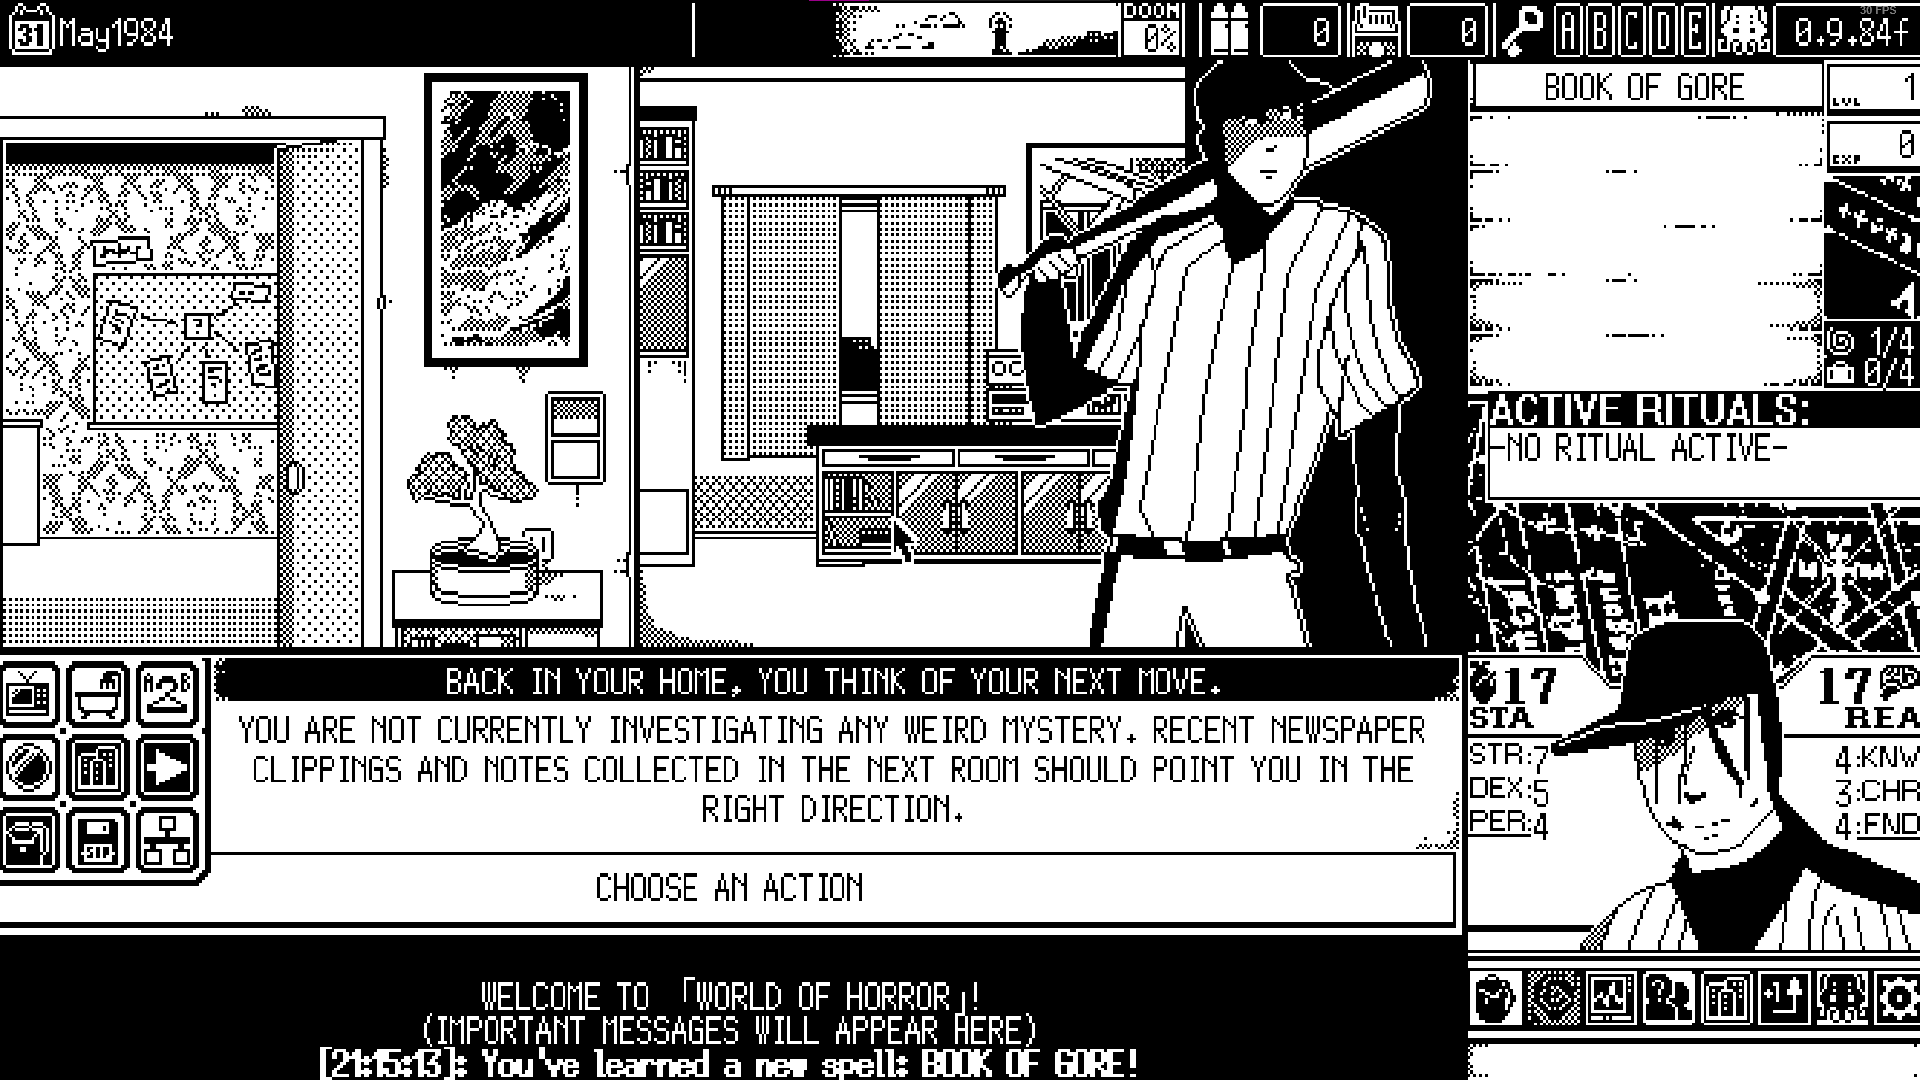 31 May1984
DOOM
0%
0
0
A B C D E
30 FPS
0.9.84f
BOOK OF GORE
LVL 1
EXP 0
1/4
0/4
ACTIVE RITUALS:
-NO RITUAL ACTIVE-
OC
17 STA
17 REA
STR:7
DEX:5
PER:4
4:KNW
3:CHR
4:FND
A B
2
BACK IN YOUR HOME, YOU THINK OF YOUR NEXT MOVE.
YOU ARE NOT CURRENTLY INVESTIGATING ANY WEIRD MYSTERY. RECENT NEWSPAPER
CLIPPINGS AND NOTES COLLECTED IN THE NEXT ROOM SHOULD POINT YOU IN THE
RIGHT DIRECTION.
CHOOSE AN ACTION
WELCOME TO 「WORLD OF HORROR」!
(IMPORTANT MESSAGES WILL APPEAR HERE)
[21:15:13]: You've learned a new spell: BOOK OF GORE!
+1